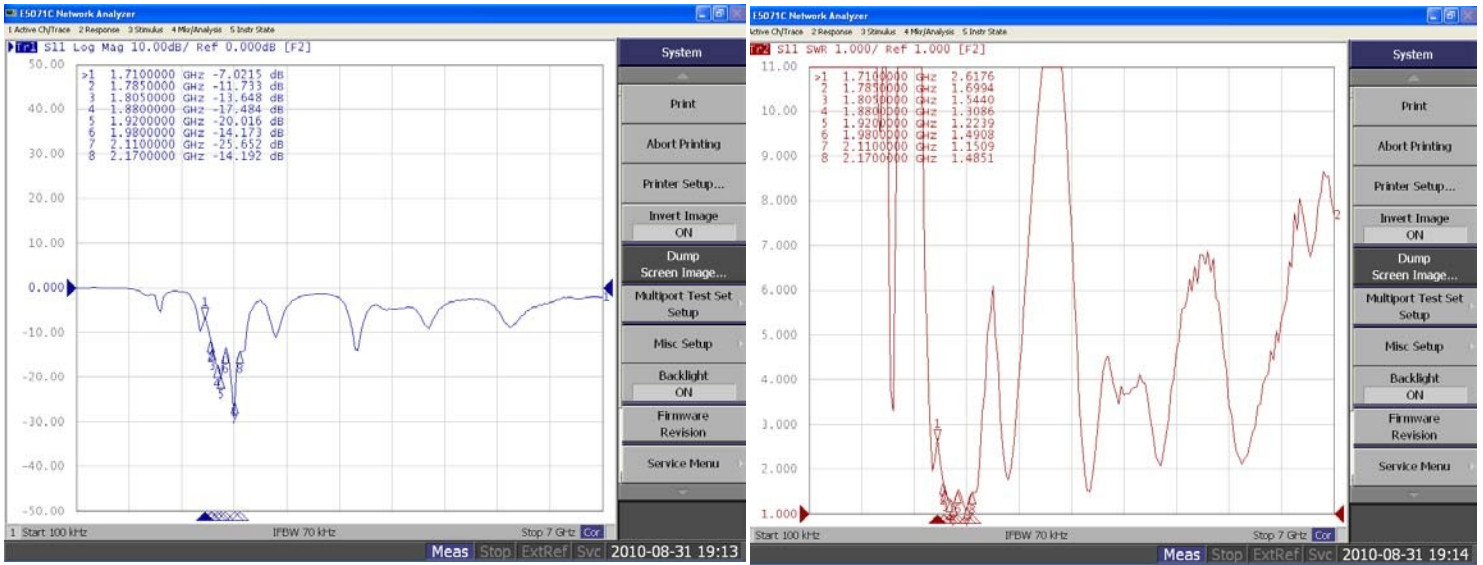 E5071C Network Analyzer
1 Active Ch/Trace 2 Response 3 Stimulus 4 Mkr/Analysis 5 Instr State
Tr1 S11 Log Mag 10.00dB/ Ref 0.000dB [F2]
50.00
>1 1.7100000 GHz -7.0215 dB
2 1.7850000 GHz -11.733 dB
3 1.8050000 GHz -13.648 dB
4 1.8800000 GHz -17.484 dB
5 1.9200000 GHz -20.016 dB
6 1.9800000 GHz -14.173 dB
7 2.1100000 GHz -25.652 dB
8 2.1700000 GHz -14.192 dB
40.00
30.00
20.00
10.00
0.000
-10.00
-20.00
-30.00
-40.00
-50.00
1
1
6
8
5
1 Start 100 kHz IFBW 70 kHz Stop 7 GHz Cor
Meas Stop ExtRef Svc 2010-08-31 19:13
System
Print
Abort Printing
Printer Setup...
Invert Image
ON
Dump
Screen Image...
Multiport Test Set
Setup
Misc Setup
Backlight
ON
Firmware
Revision
Service Menu
E5071C Network Analyzer
Active Ch/Trace 2 Response 3 Stimulus 4 Mkr/Analysis 5 Instr State
Tr2 S11 SWR 1.000/ Ref 1.000 [F2]
11.00
>1 1.7100000 GHz 2.6176
2 1.7850000 GHz 1.6994
3 1.8050000 GHz 1.5440
4 1.8800000 GHz 1.3086
5 1.9200000 GHz 1.2239
6 1.9800000 GHz 1.4908
7 2.1100000 GHz 1.1509
8 2.1700000 GHz 1.4851
10.00
9.000
8.000
7.000
6.000
5.000
4.000
3.000
2.000
1.000
1
2
Start 100 kHz IFBW 70 kHz Stop 7 GHz Cor
Meas Stop ExtRef Svc 2010-08-31 19:14
System
Print
Abort Printing
Printer Setup...
Invert Image
ON
Dump
Screen Image...
Multiport Test Set
Setup
Misc Setup
Backlight
ON
Firmware
Revision
Service Menu